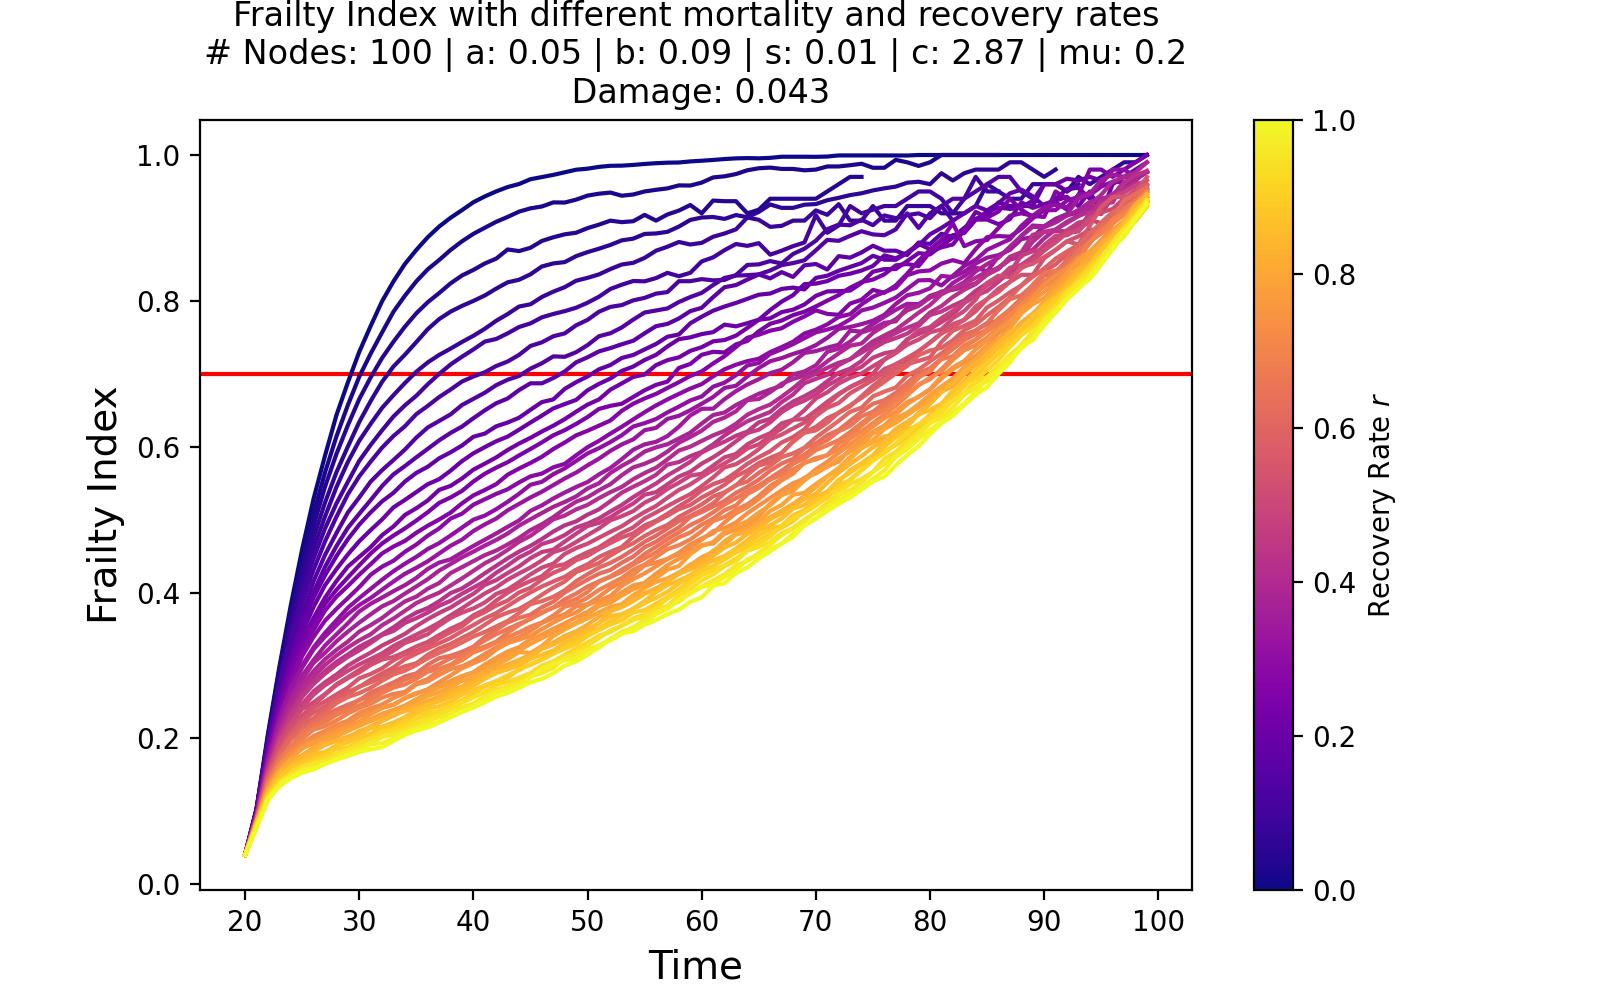 Frailty Index with different mortality and recovery rates
# Nodes: 100 | a: 0.05 | b: 0.09 | s: 0.01 | c: 2.87 | mu: 0.2
Damage: 0.043
1.0
0.8
0.6
0.4
0.2
0.0
Frailty Index
20 30 40 50 60 70 80 90 100
Time
1.0
0.8
0.6
0.4
0.2
0.0
Recovery Rate r